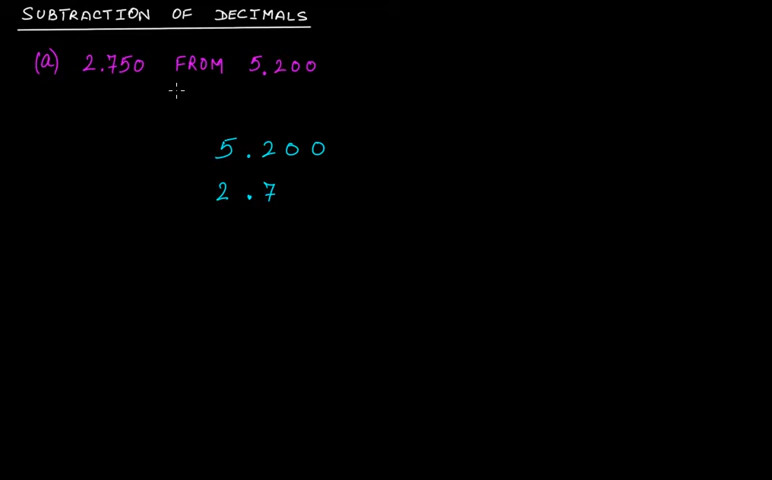 SUBTRACTION OF DECIMALS
(a) 2.750 FROM 5.200
5.200
2.7